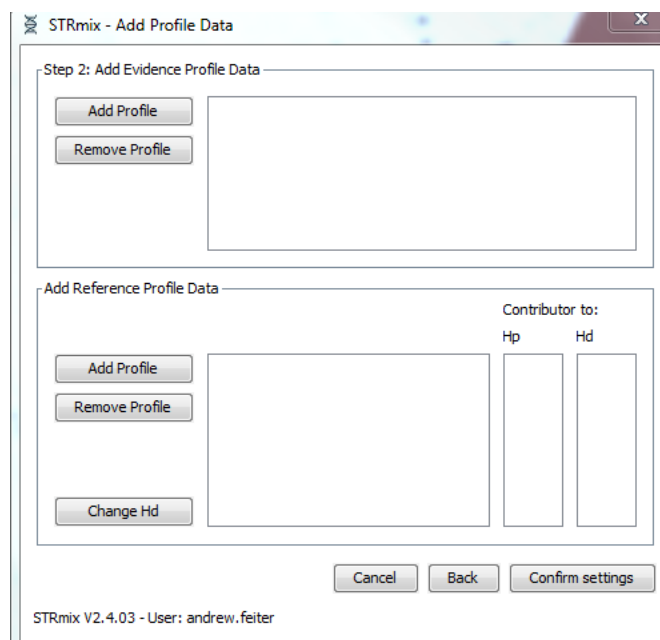 STRmix - Add Profile Data
X
Step 2: Add Evidence Profile Data
Add Profile
Remove Profile
Add Reference Profile Data
Contributor to:
Hp Hd
Add Profile
Remove Profile
Change Hd
Cancel Back Confirm settings
STRmix V2.4.03 - User: andrew.feiter